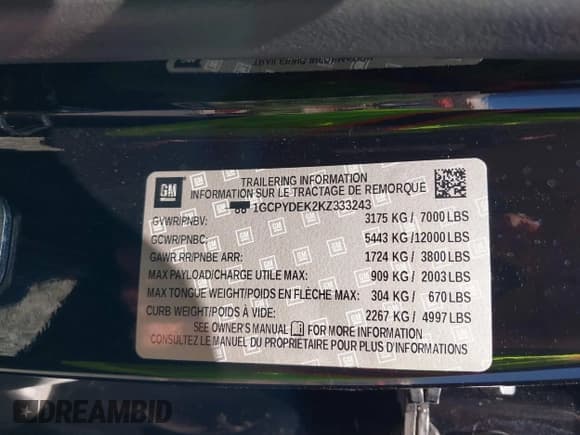 GM
TRAILERING INFORMATION
INFORMATION SUR LE TRACTAGE DE REMORQUE
1GCPYDEK2KZ333243
GVWR/PNBV: 3175 KG / 7000 LBS
GCWR/PNBC: 5443 KG /12000 LBS
GAWR RR/PNBE ARR: 1724 KG / 3800 LBS
MAX PAYLOAD/CHARGE UTILE MAX: 909 KG / 2003 LBS
MAX TONGUE WEIGHT/POIDS EN FLÈCHE MAX: 304 KG / 670 LBS
CURB WEIGHT/POIDS À VIDE: 2267 KG / 4997 LBS
SEE OWNER'S MANUAL FOR MORE INFORMATION
CONSULTEZ LE MANUEL DU PROPRIÉTAIRE POUR PLUS D'INFORMATIONS
DREAMBID